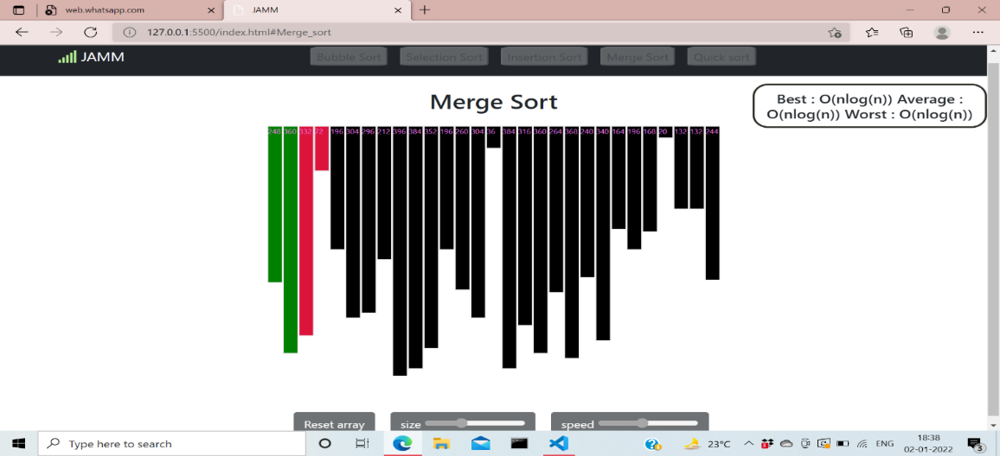 web.whatsapp.com
JAMM
127.0.0.1:5500/index.html#Merge_sort
JAMM
Bubble Sort
Selection Sort
Insertion Sort
Merge Sort
Quick sort
Merge Sort
Best : O(nlog(n)) Average :
O(nlog(n)) Worst : O(nlog(n))
248 360 332 72 196 304 296 212 396 384 352 196 260 304 36 384 316 360 264 368 240 340 164 196 168 20 132 132 244
Reset array
size
speed
Type here to search
23°C
ENG
18:38
02-01-2022
3